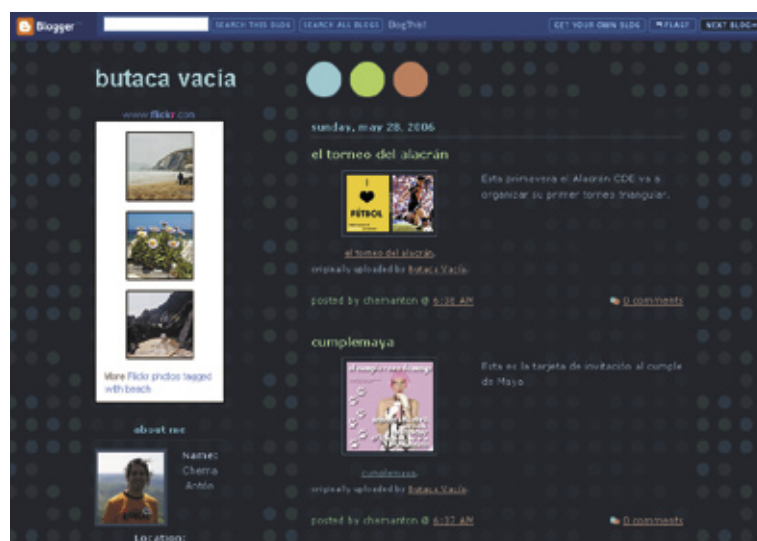 Blogger
SEARCH THIS BLOG SEARCH ALL BLOGS BlogThis!
GET YOUR OWN BLOG FLAG? NEXT BLOG»
butaca vacia
www.flickr.com
More Flickr photos tagged
with beach
about me
Name:
Chema
Antón
Location:
sunday, may 28, 2006
el torneo del alacrán
I
FÚTBOL
Esta primavera el Alacrán CDE va a
organizar su primer torneo triangular.
el torneo del alacrán,
originally uploaded by Butaca Vacía.
posted by chemanton @ 6:38 AM
0 comments
cumplemaya
Esta es la tarjeta de invitación al cumple
de Maya
cumplemaya,
originally uploaded by Butaca Vacía.
posted by chemanton @ 6:37 AM
0 comments